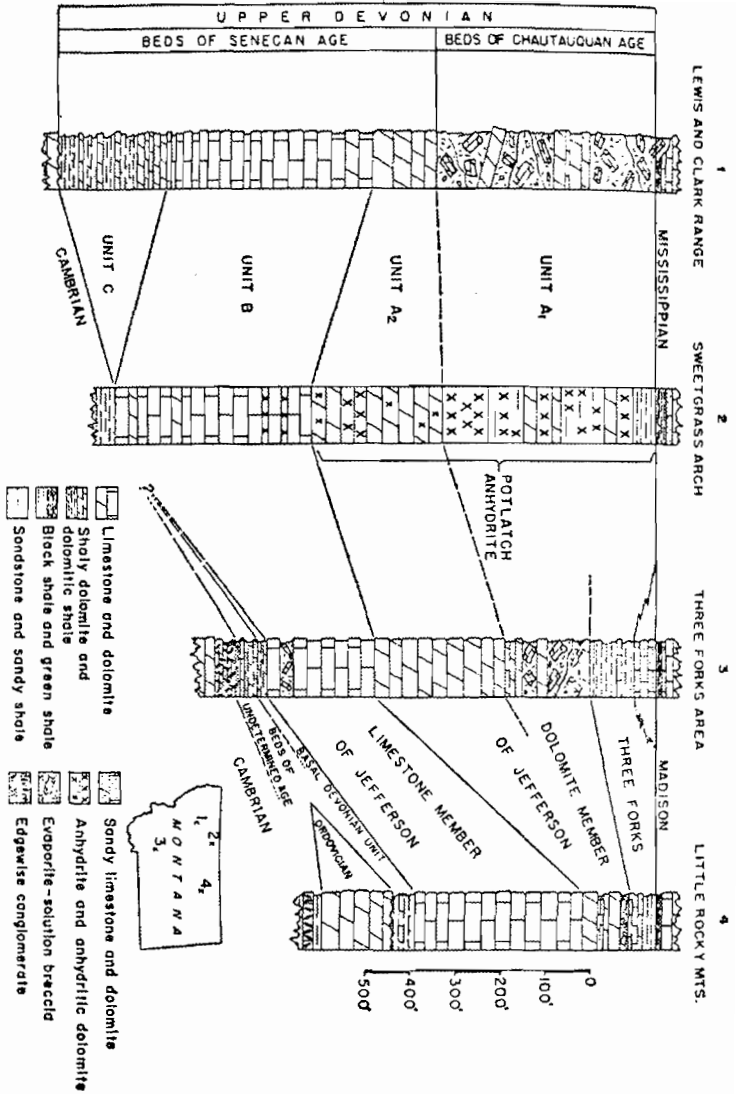 UPPER DEVONIAN
BEDS OF SENECAN AGE
BEDS OF CHAUTAUQUAN AGE
LEWIS AND CLARK RANGE
1
SWEETGRASS ARCH
2
THREE FORKS AREA
3
LITTLE ROCKY MTS.
4
MISSISSIPPIAN
MADISON
UNIT A1
UNIT A2
UNIT B
UNIT C
CAMBRIAN
POTLATCH
ANHYDRITE
THREE FORKS
DOLOMITE MEMBER
OF JEFFERSON
LIMESTONE MEMBER
OF JEFFERSON
BASAL DEVONIAN UNIT
BEDS OF
UNDETERMINED AGE
ORDOVICIAN
CAMBRIAN
?
0
100'
200'
300'
400'
500'
MONTANA
1x
2x
3x
4x
Limestone and dolomite
Shaly dolomite and
dolomitic shale
Black shale and green shale
Sandstone and sandy shale
Sandy limestone and dolomite
Anhydrite and anhydritic dolomite
Evaporite-solution breccia
Edgewise conglomerate